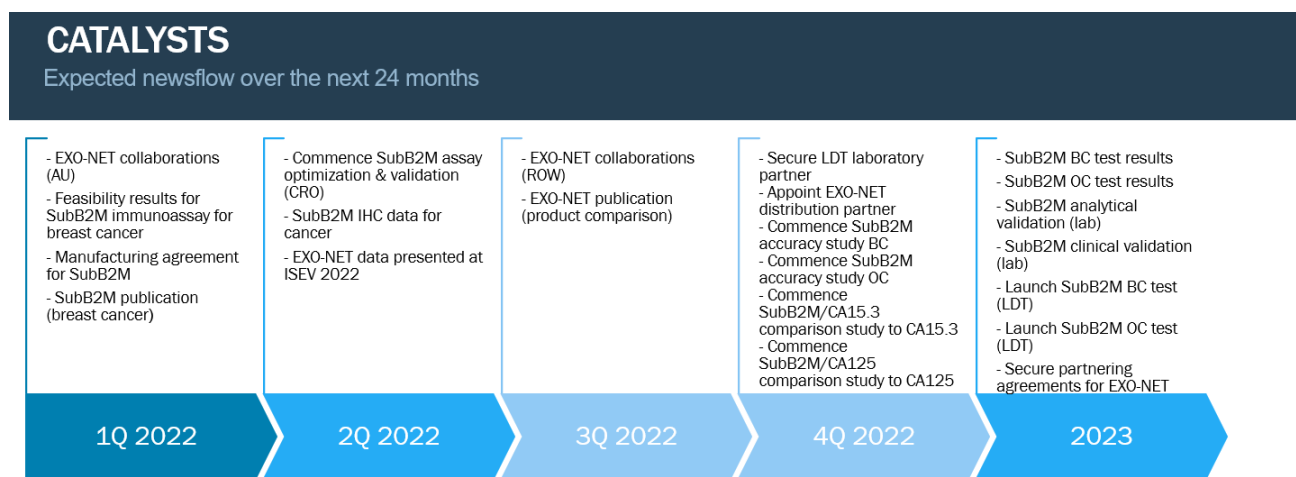 CATALYSTS
Expected newsflow over the next 24 months
- EXO-NET collaborations
(AU)
- Feasibility results for
SubB2M immunoassay for
breast cancer
- Manufacturing agreement
for SubB2M
- SubB2M publication
(breast cancer)
1Q 2022
- Commence SubB2M assay
optimization & validation
(CRO)
- SubB2M IHC data for
cancer
- EXO-NET data presented at
ISEV 2022
2Q 2022
- EXO-NET collaborations
(ROW)
- EXO-NET publication
(product comparison)
3Q 2022
- Secure LDT laboratory
partner
- Appoint EXO-NET
distribution partner
- Commence SubB2M
accuracy study BC
- Commence SubB2M
accuracy study OC
- Commence
SubB2M/CA15.3
comparison study to CA15.3
- Commence
SubB2M/CA125
comparison study to CA125
4Q 2022
- SubB2M BC test results
- SubB2M OC test results
- SubB2M analytical
validation (lab)
- SubB2M clinical validation
(lab)
- Launch SubB2M BC test
(LDT)
- Launch SubB2M OC test
(LDT)
- Secure partnering
agreements for EXO-NET
2023